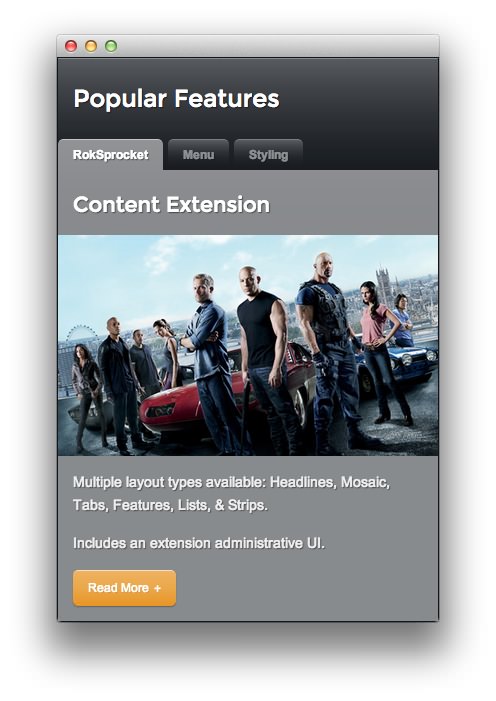 Popular Features
RokSprocket
Menu
Styling
Content Extension
Multiple layout types available: Headlines, Mosaic,
Tabs, Features, Lists, & Strips.
Includes an extension administrative UI.
Read More +